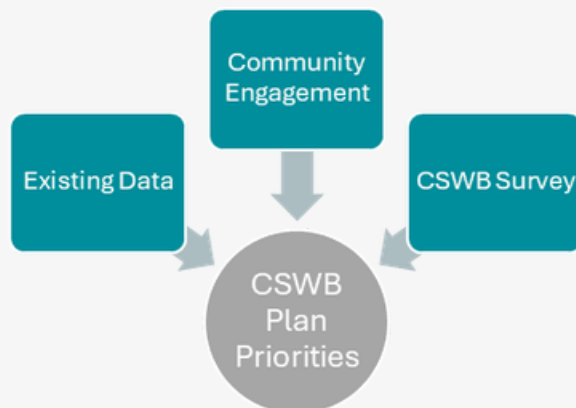 Community
Engagement
Existing Data
CSWB Survey
CSWB
Plan
Priorities